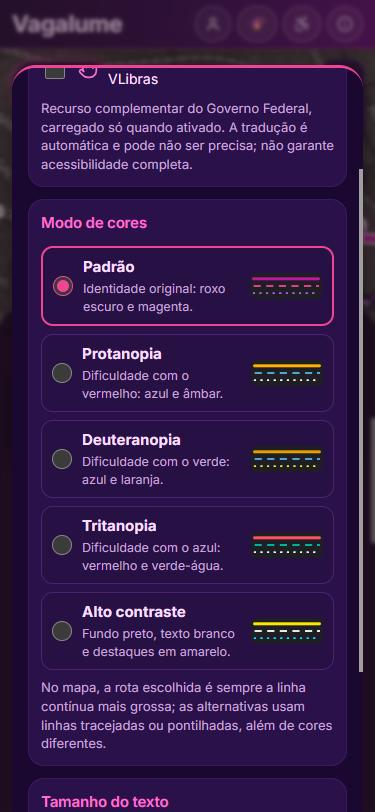 Vagalume
VLibras
Recurso complementar do Governo Federal,
carregado só quando ativado. A tradução é
automática e pode não ser precisa; não garante
acessibilidade completa.
Modo de cores
Padrão
Identidade original: roxo
escuro e magenta.
Protanopia
Dificuldade com o
vermelho: azul e âmbar.
Deuteranopia
Dificuldade com o verde:
azul e laranja.
Tritanopia
Dificuldade com o azul:
vermelho e verde-água.
Alto contraste
Fundo preto, texto branco
e destaques em amarelo.
No mapa, a rota escolhida é sempre a linha
contínua mais grossa; as alternativas usam
linhas tracejadas ou pontilhadas, além de cores
diferentes.
Tamanho do texto